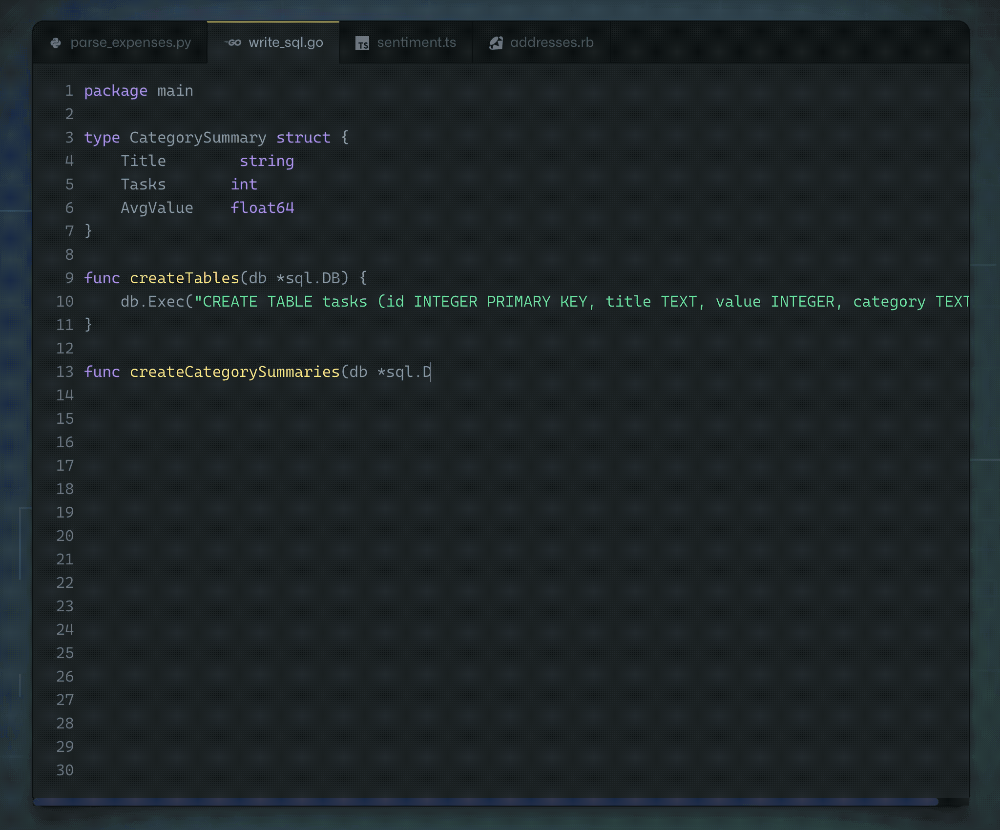 parse_expenses.py
GO write_sql.go
TS sentiment.ts
addresses.rb
1 package main
2
3 type CategorySummary struct {
4     Title        string
5     Tasks       int
6     AvgValue    float64
7 }
8
9 func createTables(db *sql.DB) {
10     db.Exec("CREATE TABLE tasks (id INTEGER PRIMARY KEY, title TEXT, value INTEGER, category TEXT
11 }
12
13 func createCategorySummaries(db *sql.D
14
15
16
17
18
19
20
21
22
23
24
25
26
27
28
29
30